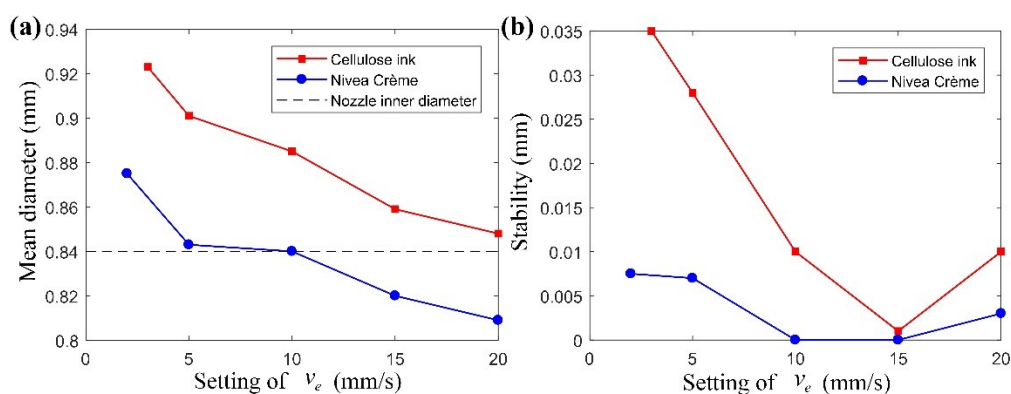 (a)
0.94
0.92
0.9
0.88
0.86
0.84
0.82
0.8
Mean diameter (mm)
Cellulose ink
Nivea Crème
Nozzle inner diameter
0
5
10
15
20
Setting of v_e (mm/s)
(b)
0.035
0.03
0.025
0.02
0.015
0.01
0.005
0
Stability (mm)
Cellulose ink
Nivea Crème
0
5
10
15
20
Setting of v_e (mm/s)